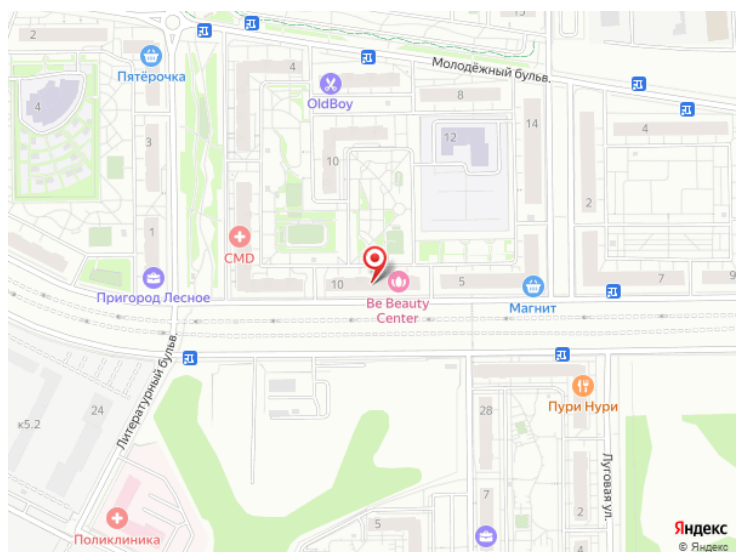 15
2
Пятёрочка
4
Молодёжный бульв.
OldBoy
8
4
14
12
4
3
10
2
1
CMD
Пригород Лесное
10
Be Beauty
Center
5
Магнит
7
9
Литературный бульв.
Пури Нури
24
к5.2
28
Луговая ул.
7
Поликлиника
5
4
Яндекс
© Яндекс